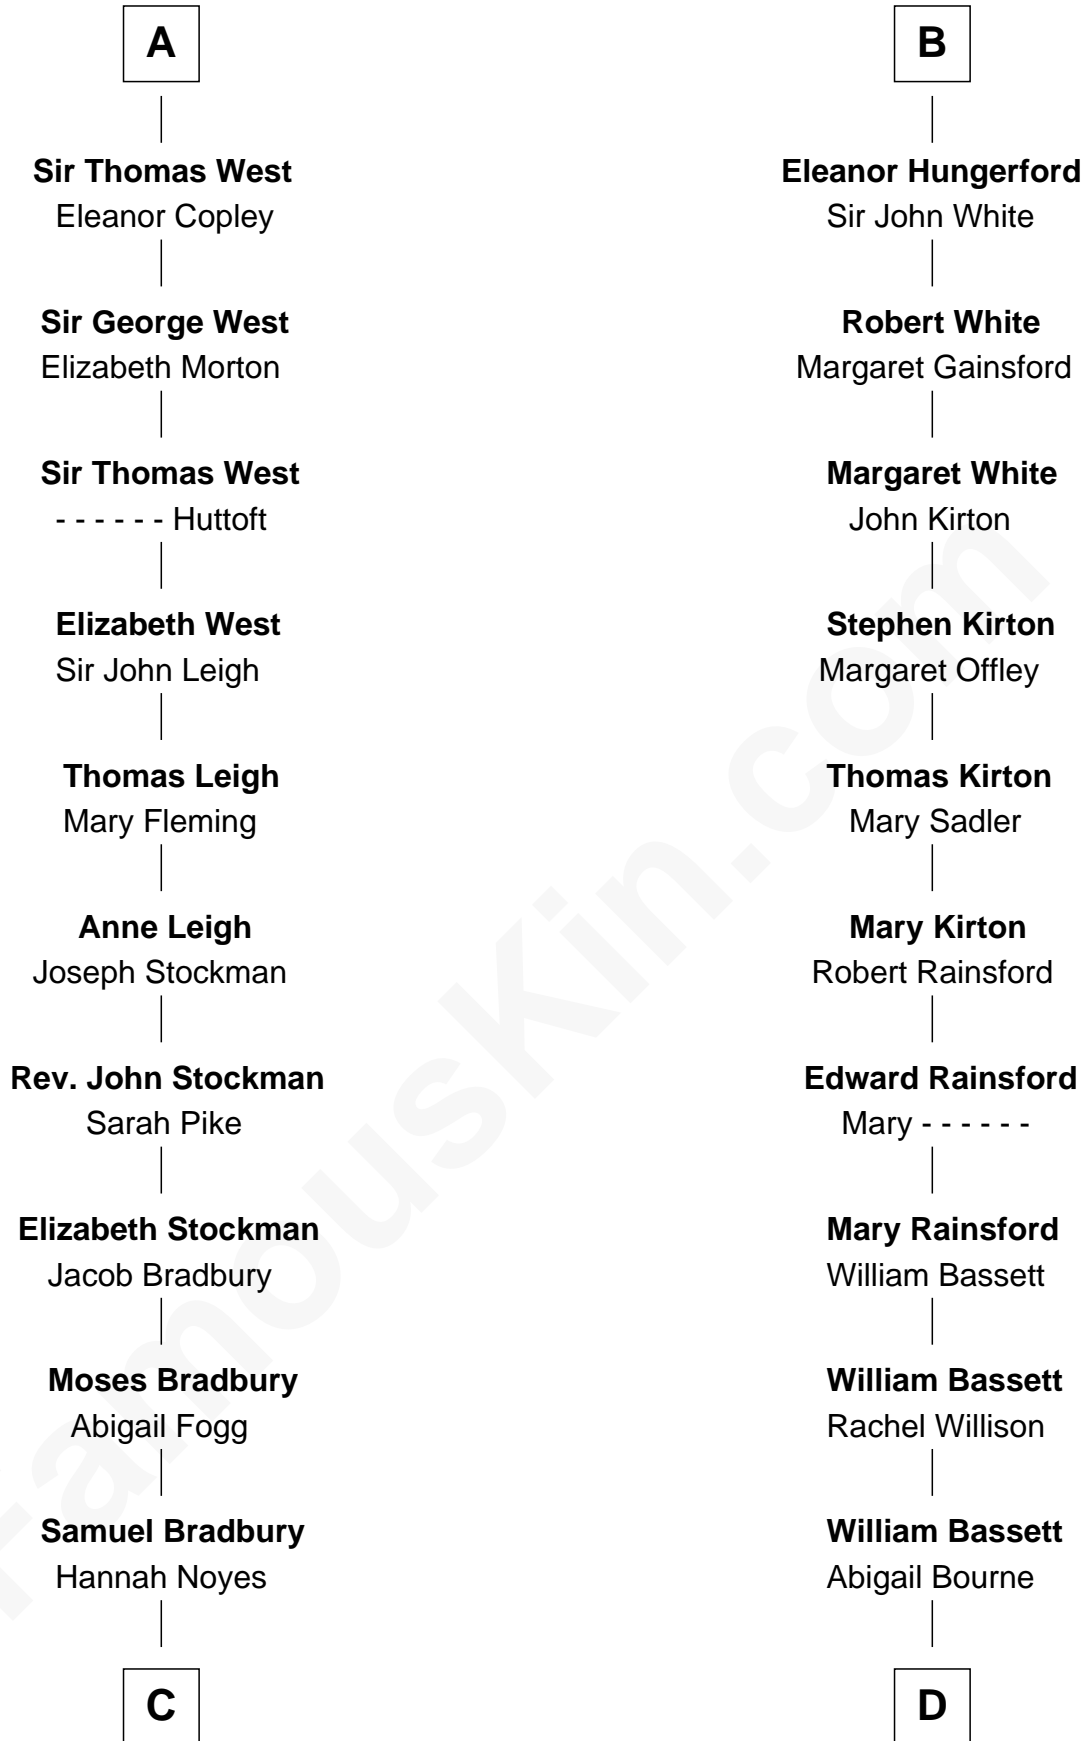 A
Sir Thomas West
Eleanor Copley
Sir George West
Elizabeth Morton
Sir Thomas West
- - - - - - Huttoft
Elizabeth West
Sir John Leigh
Thomas Leigh
Mary Fleming
Anne Leigh
Joseph Stockman
Rev. John Stockman
Sarah Pike
Elizabeth Stockman
Jacob Bradbury
Moses Bradbury
Abigail Fogg
Samuel Bradbury
Hannah Noyes
C
B
Eleanor Hungerford
Sir John White
Robert White
Margaret Gainsford
Margaret White
John Kirton
Stephen Kirton
Margaret Offley
Thomas Kirton
Mary Sadler
Mary Kirton
Robert Rainsford
Edward Rainsford
Mary - - - - - -
Mary Rainsford
William Bassett
William Bassett
Rachel Willison
William Bassett
Abigail Bourne
D
FamousKin.com